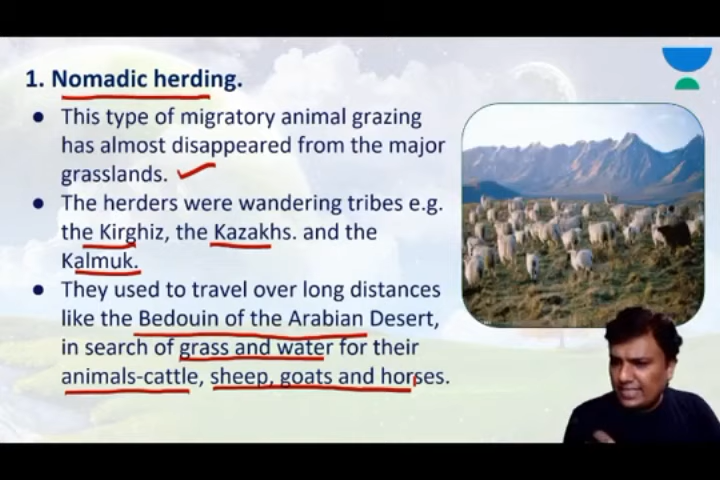 1. Nomadic herding.
● This type of migratory animal grazing
has almost disappeared from the major
grasslands.
● The herders were wandering tribes e.g.
the Kirghiz, the Kazakhs. and the
Kalmuk.
● They used to travel over long distances
like the Bedouin of the Arabian Desert,
in search of grass and water for their
animals-cattle, sheep, goats and horses.